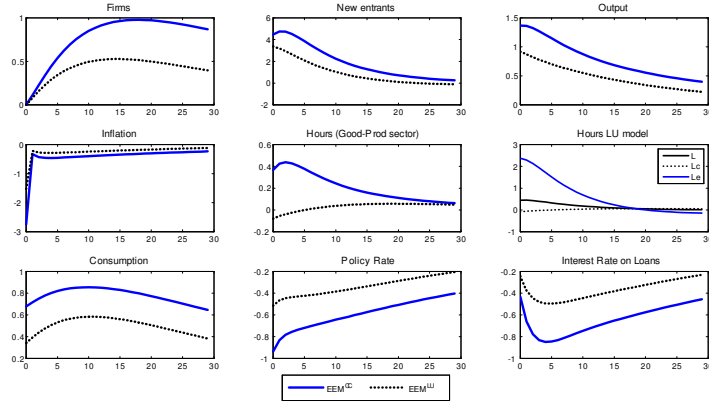 Firms
1
0.5
0
0 5 10 15 20 25 30
New entrants
6
4
2
0
-2
0 5 10 15 20 25 30
Output
1.5
1
0.5
0
0 5 10 15 20 25 30
Inflation
0
-1
-2
-3
0 5 10 15 20 25 30
Hours (Good-Prod sector)
0.6
0.4
0.2
0
-0.2
0 5 10 15 20 25 30
Hours LU model
3
2
1
0
-1
0 5 10 15 20 25 30
L
Lc
Le
Consumption
1
0.8
0.6
0.4
0.2
0 5 10 15 20 25 30
Policy Rate
-0.2
-0.4
-0.6
-0.8
-1
0 5 10 15 20 25 30
Interest Rate on Loans
-0.2
-0.4
-0.6
-0.8
-1
0 5 10 15 20 25 30
EEM
EEM